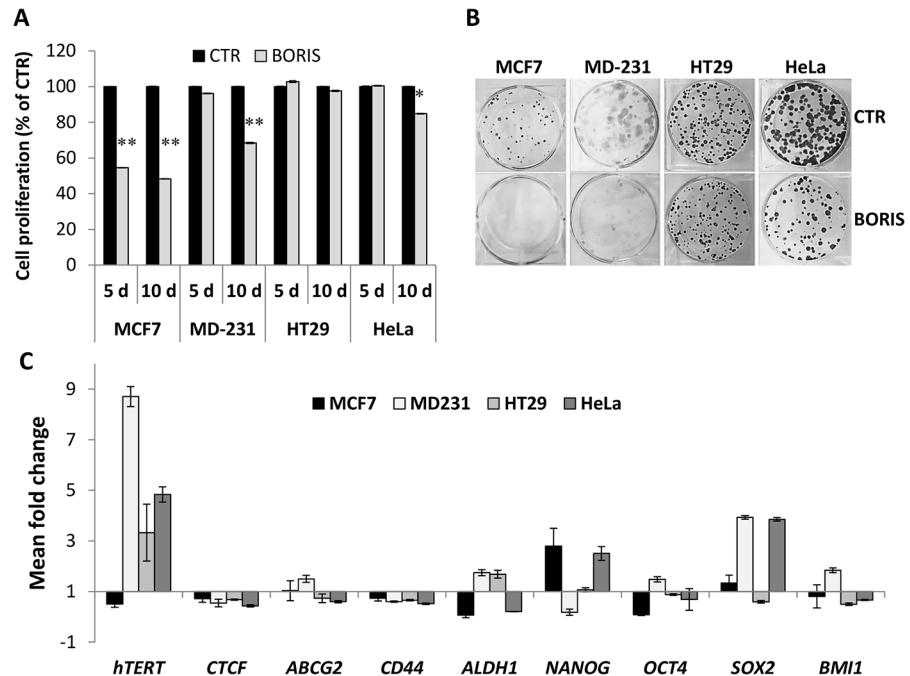 A
Cell proliferation (% of CTR)
120
100
80
60
40
20
0
CTR BORIS
** ** ** *
5 d 10 d 5 d 10 d 5 d 10 d 5 d 10 d
MCF7 MD-231 HT29 HeLa
B
MCF7 MD-231 HT29 HeLa
CTR
BORIS
C
Mean fold change
9
7
5
3
1
-1
MCF7 MD231 HT29 HeLa
hTERT CTCF ABCG2 CD44 ALDH1 NANOG OCT4 SOX2 BMI1